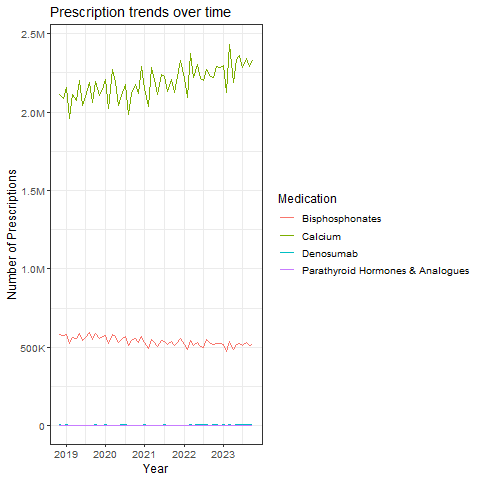 Prescription trends over time
2.5M
2.0M
1.5M
1.0M
500K
0
Number of Prescriptions
2019 2020 2021 2022 2023
Year
Medication
Bisphosphonates
Calcium
Denosumab
Parathyroid Hormones & Analogues